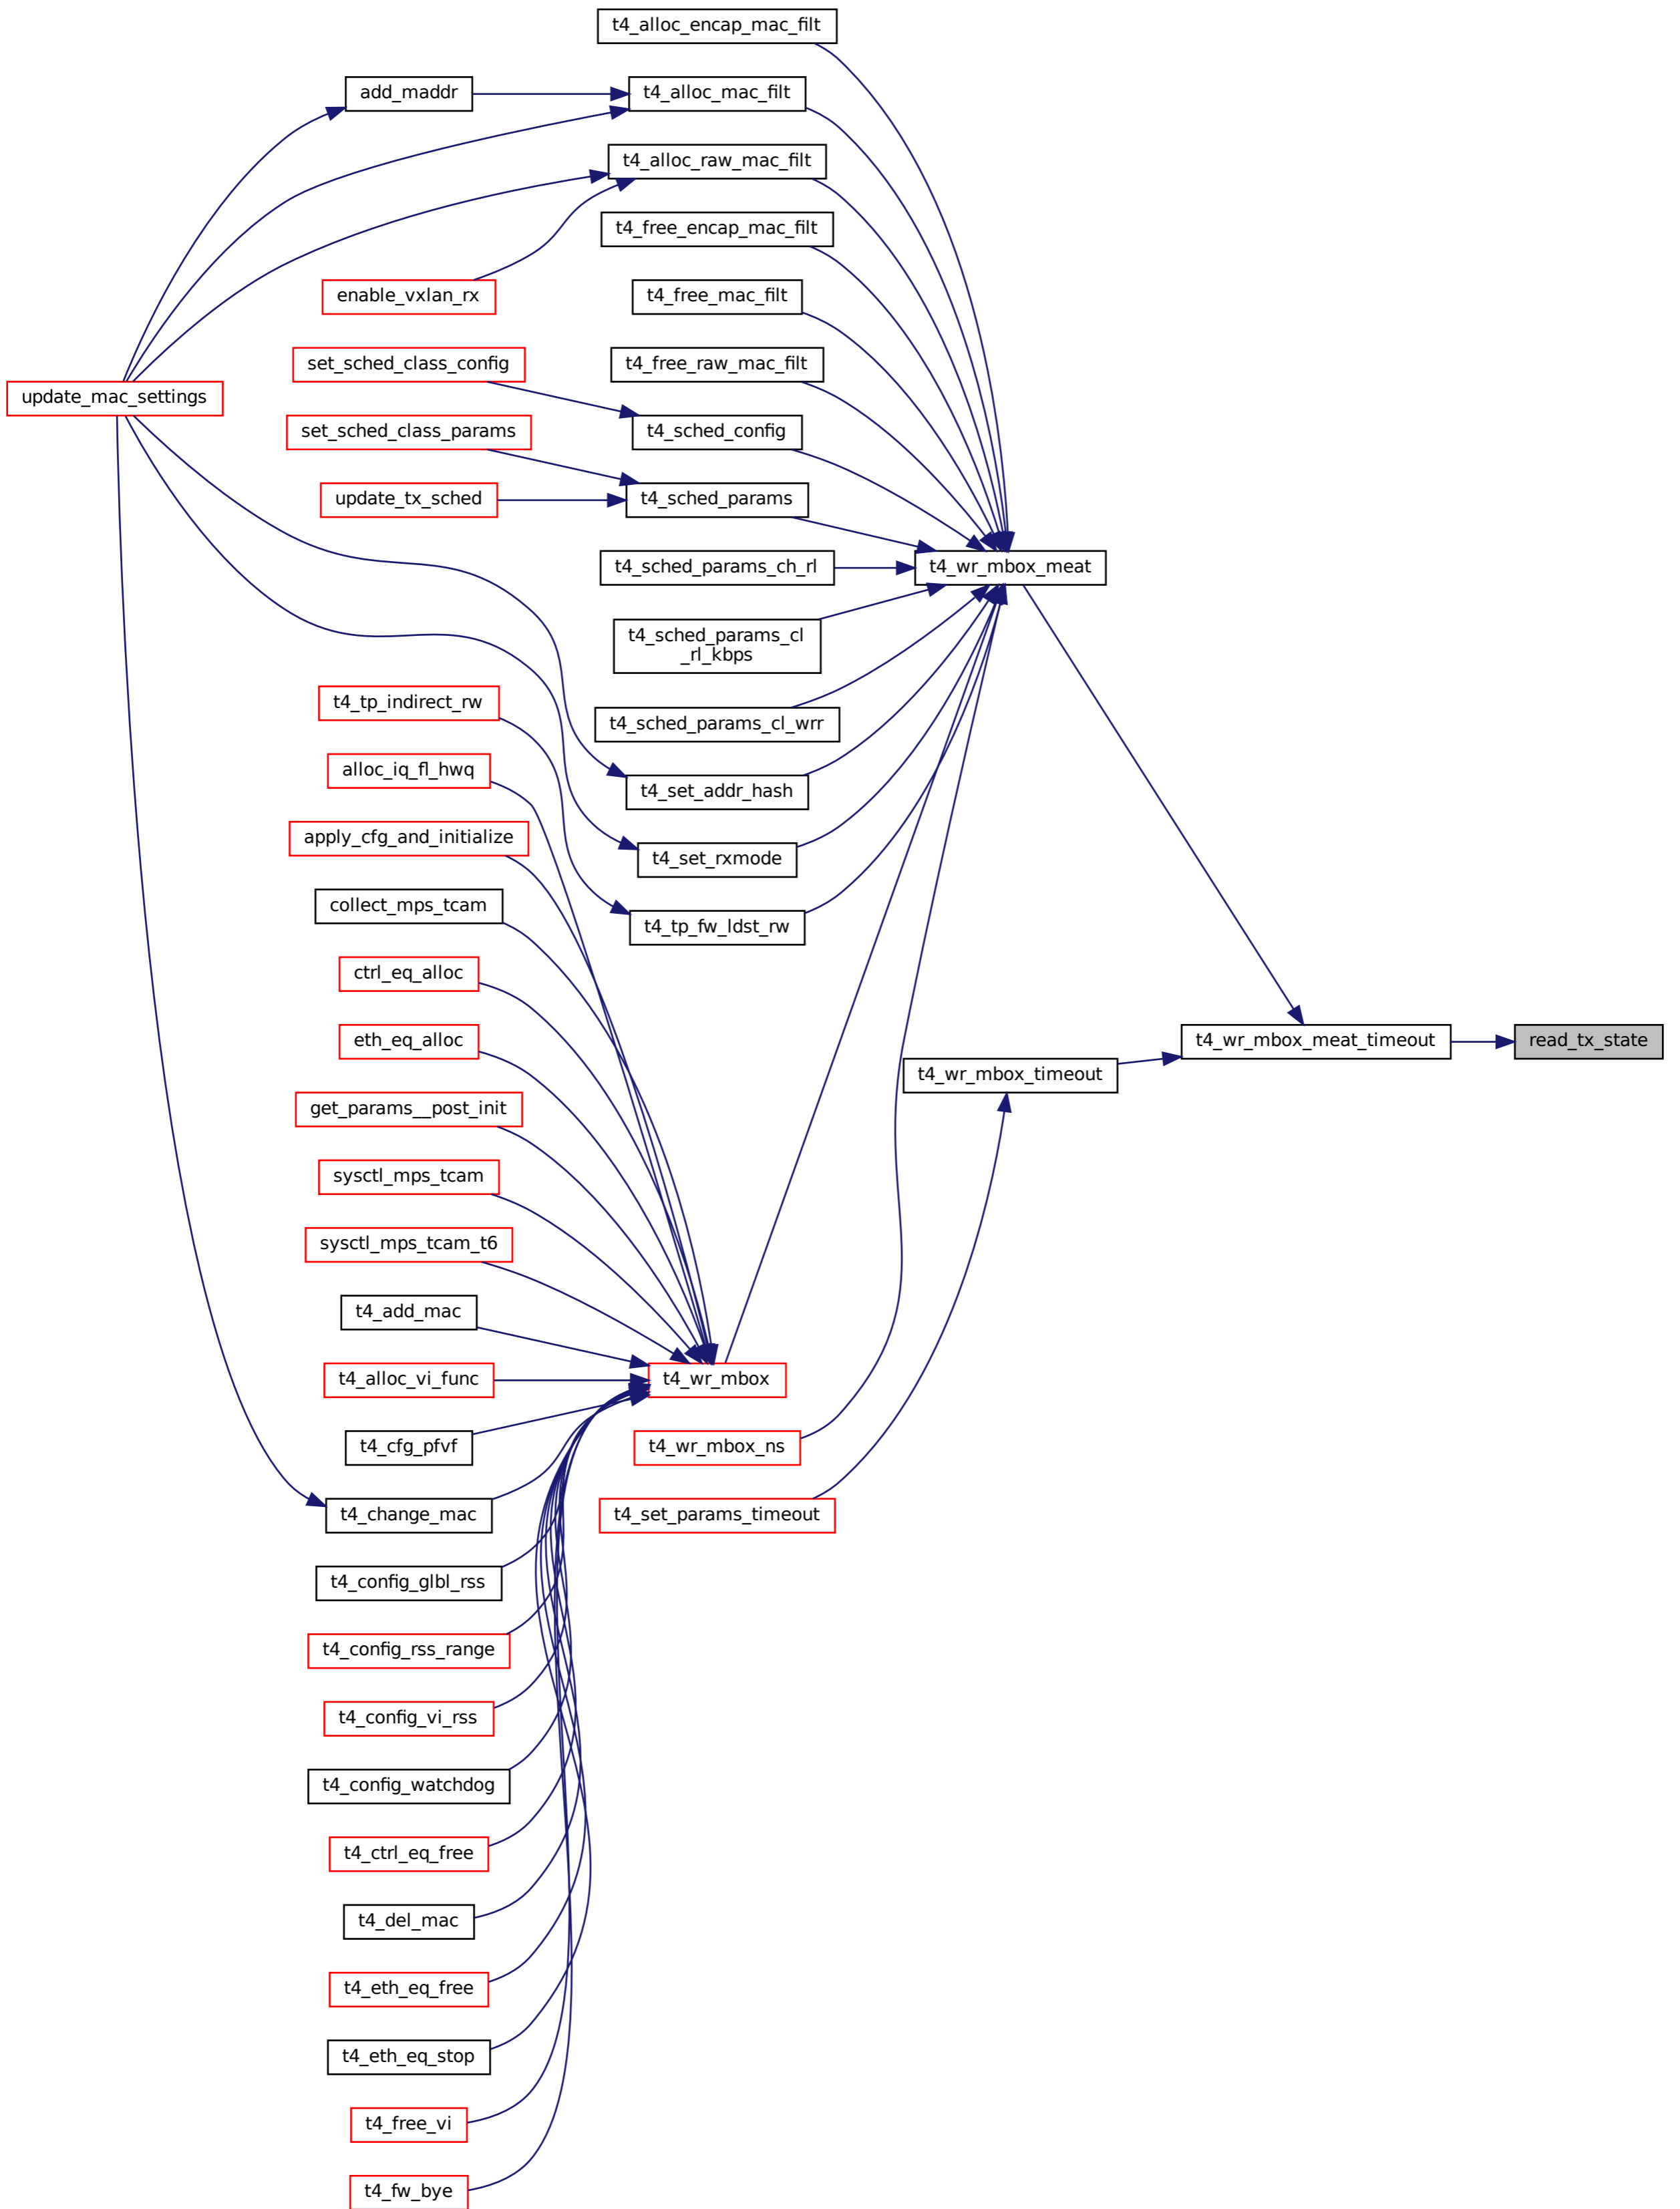 t4_alloc_encap_mac_filt
add_maddr
t4_alloc_mac_filt
t4_alloc_raw_mac_filt
t4_free_encap_mac_filt
enable_vxlan_rx
t4_free_mac_filt
set_sched_class_config
t4_free_raw_mac_filt
update_mac_settings
set_sched_class_params
t4_sched_config
update_tx_sched
t4_sched_params
t4_sched_params_ch_rl
t4_wr_mbox_meat
t4_sched_params_cl
_rl_kbps
t4_tp_indirect_rw
t4_sched_params_cl_wrr
alloc_iq_fl_hwq
t4_set_addr_hash
apply_cfg_and_initialize
t4_set_rxmode
collect_mps_tcam
t4_tp_fw_ldst_rw
ctrl_eq_alloc
eth_eq_alloc
t4_wr_mbox_meat_timeout
read_tx_state
t4_wr_mbox_timeout
get_params__post_init
sysctl_mps_tcam
sysctl_mps_tcam_t6
t4_add_mac
t4_alloc_vi_func
t4_wr_mbox
t4_cfg_pfvf
t4_wr_mbox_ns
t4_change_mac
t4_set_params_timeout
t4_config_glbl_rss
t4_config_rss_range
t4_config_vi_rss
t4_config_watchdog
t4_ctrl_eq_free
t4_del_mac
t4_eth_eq_free
t4_eth_eq_stop
t4_free_vi
t4_fw_bye